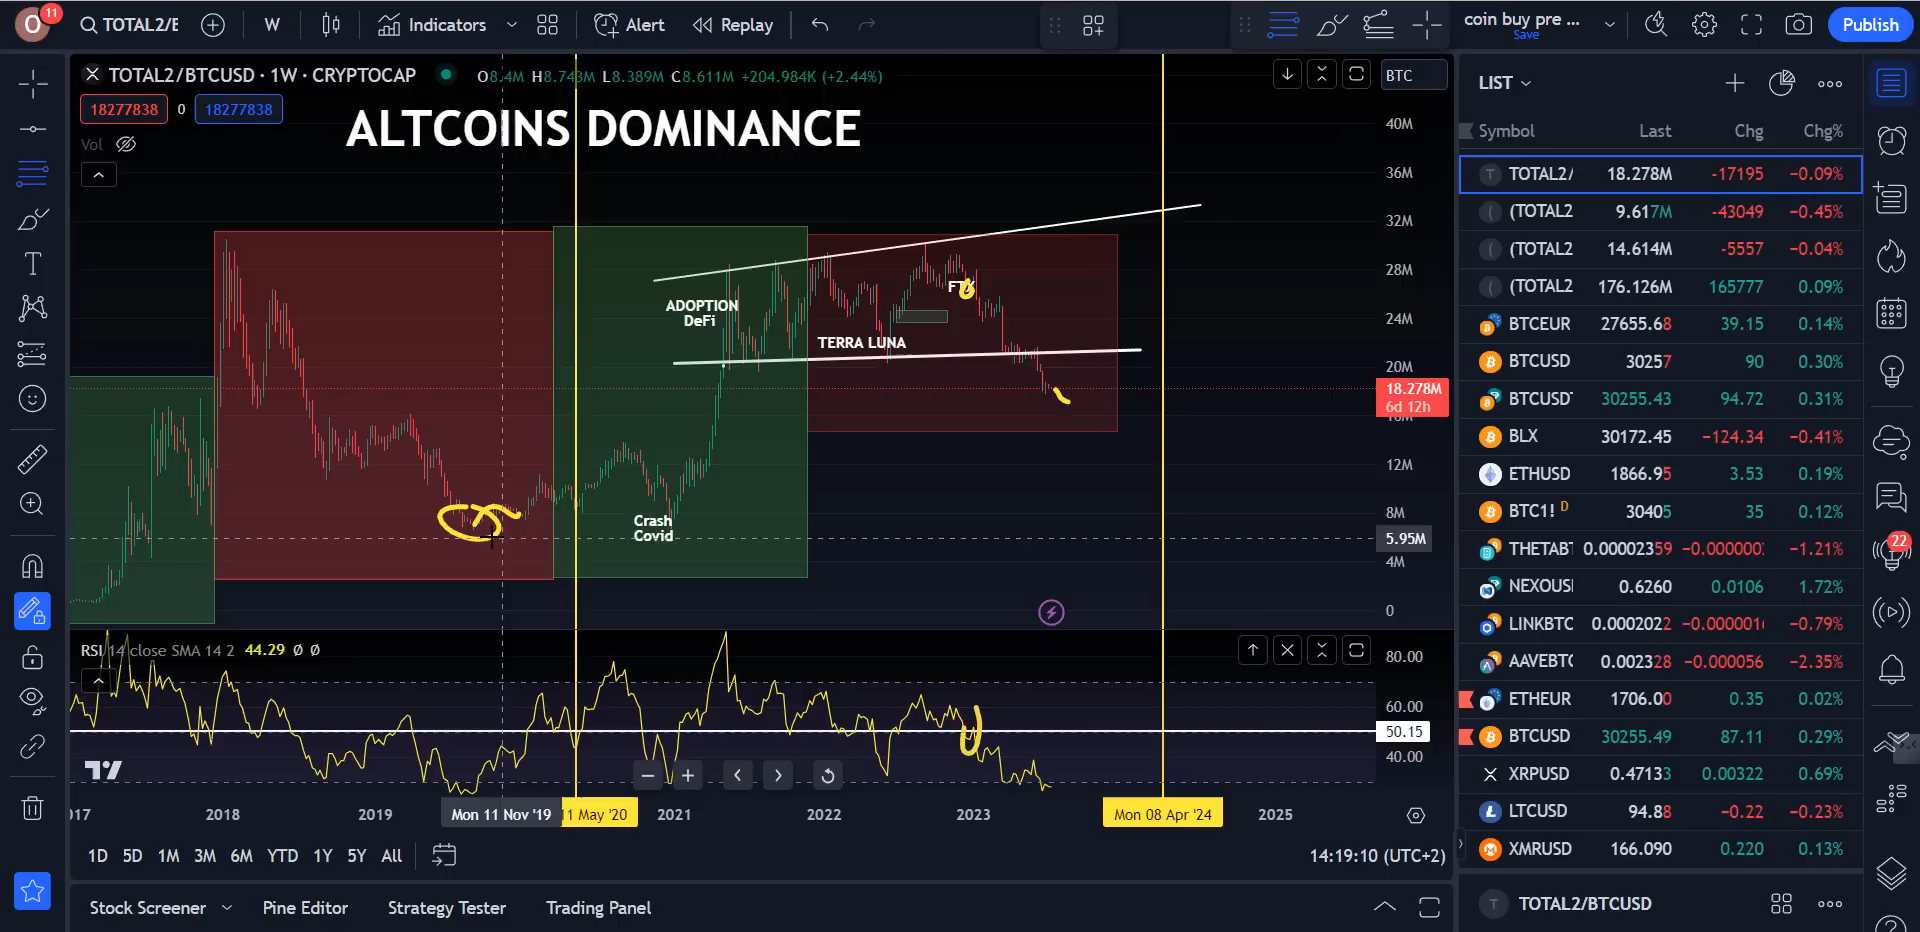 O
11
TOTAL2/E
W
Indicators
Alert
Replay
coin buy pre ...
Save
Publish
TOTAL2/BTCUSD · 1W · CRYPTOCAP
O8.4M H8.743M L8.389M C8.611M +204.984K (+2.44%)
BTC
18277838 0 18277838
Vol
ALTCOINS DOMINANCE
40M
36M
32M
28M
24M
20M
18.278M
6d 12h
16M
12M
8M
5.95M
4M
0
ADOPTION
DeFi
FTX
TERRA LUNA
Crash
Covid
RSI 14 close SMA 14 2 44.29 Ø Ø
80.00
60.00
50.15
40.00
2017
2018
2019
Mon 11 Nov '19
11 May '20
2021
2022
2023
Mon 08 Apr '24
2025
1D 5D 1M 3M 6M YTD 1Y 5Y All
14:19:10 (UTC+2)
Stock Screener
Pine Editor
Strategy Tester
Trading Panel
LIST
Symbol Last Chg Chg%
TOTAL2/ 18.278M -17195 −0.09%
(TOTAL2 9.617M -43049 −0.45%
(TOTAL2 14.614M -5557 −0.04%
(TOTAL2 176.126M 165777 0.09%
BTCEUR 27655.68 39.15 0.14%
BTCUSD 30257 90 0.30%
BTCUSDT 30255.43 94.72 0.31%
BLX 30172.45 −124.34 −0.41%
ETHUSD 1866.95 3.53 0.19%
BTC1! D 30405 35 0.12%
THETABT 0.00002359 −0.000000 −1.21%
NEXOUSI 0.6260 0.0106 1.72%
LINKBTC 0.0002022 −0.000001 −0.79%
AAVEBTC 0.002328 −0.000056 −2.35%
ETHEUR 1706.00 0.35 0.02%
BTCUSD 30255.49 87.11 0.29%
XRPUSD 0.47133 0.00322 0.69%
LTCUSD 94.88 −0.22 −0.23%
XMRUSD 166.090 0.220 0.13%
TOTAL2/BTCUSD
22